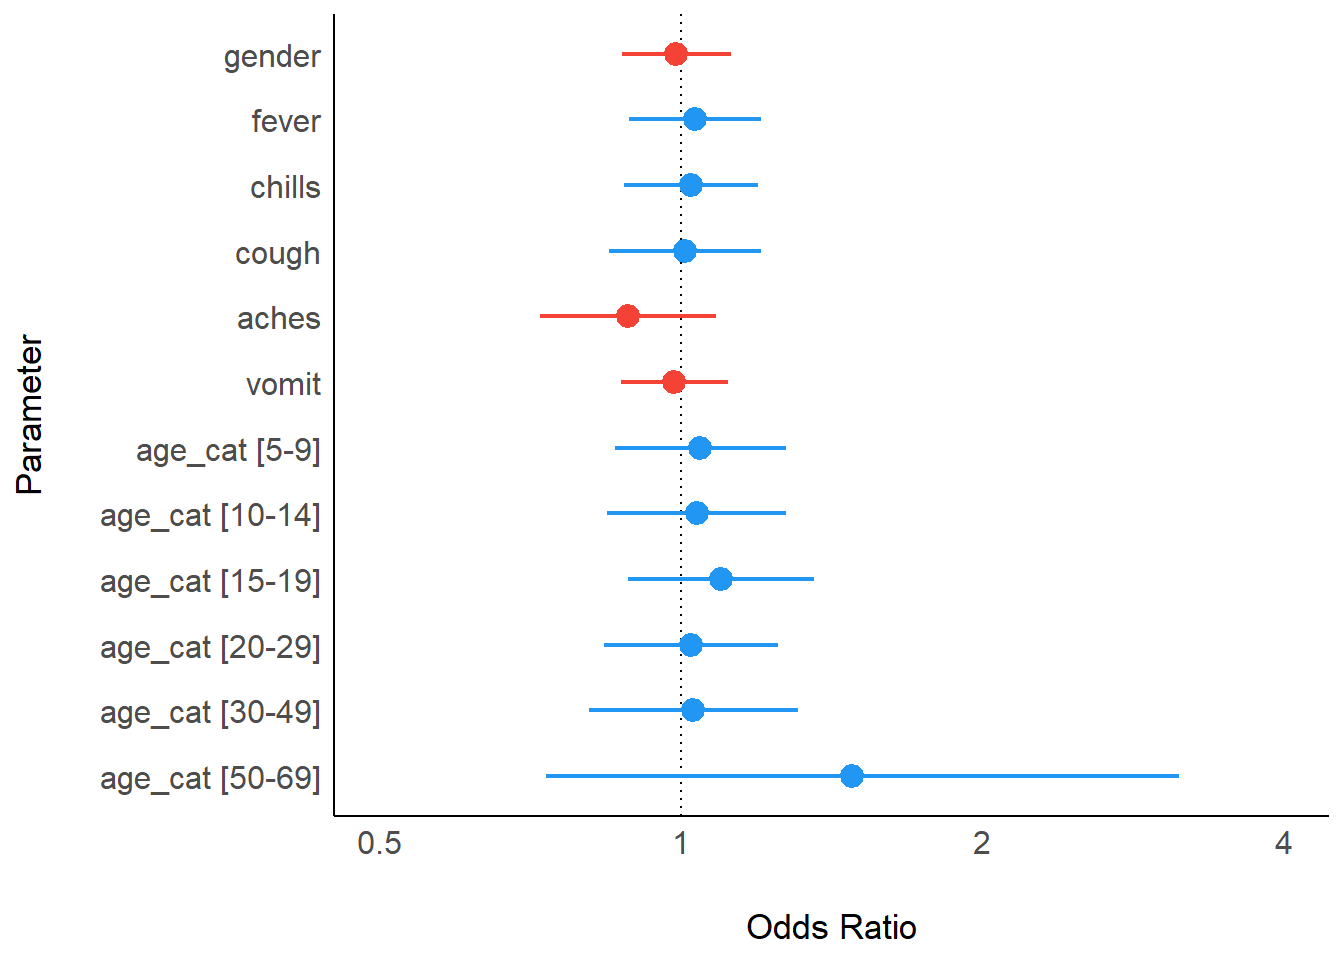 gender
fever
chills
cough
aches
vomit
age_cat [5-9]
age_cat [10-14]
age_cat [15-19]
age_cat [20-29]
age_cat [30-49]
age_cat [50-69]
Parameter
0.5 1 2 4
Odds Ratio